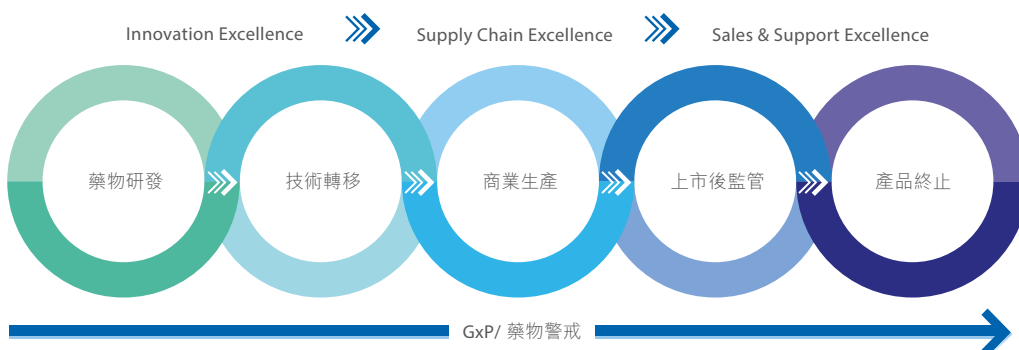 Innovation Excellence
Supply Chain Excellence
Sales & Support Excellence
藥物研發
技術轉移
商業生產
上市後監管
產品終止
GxP/ 藥物警戒